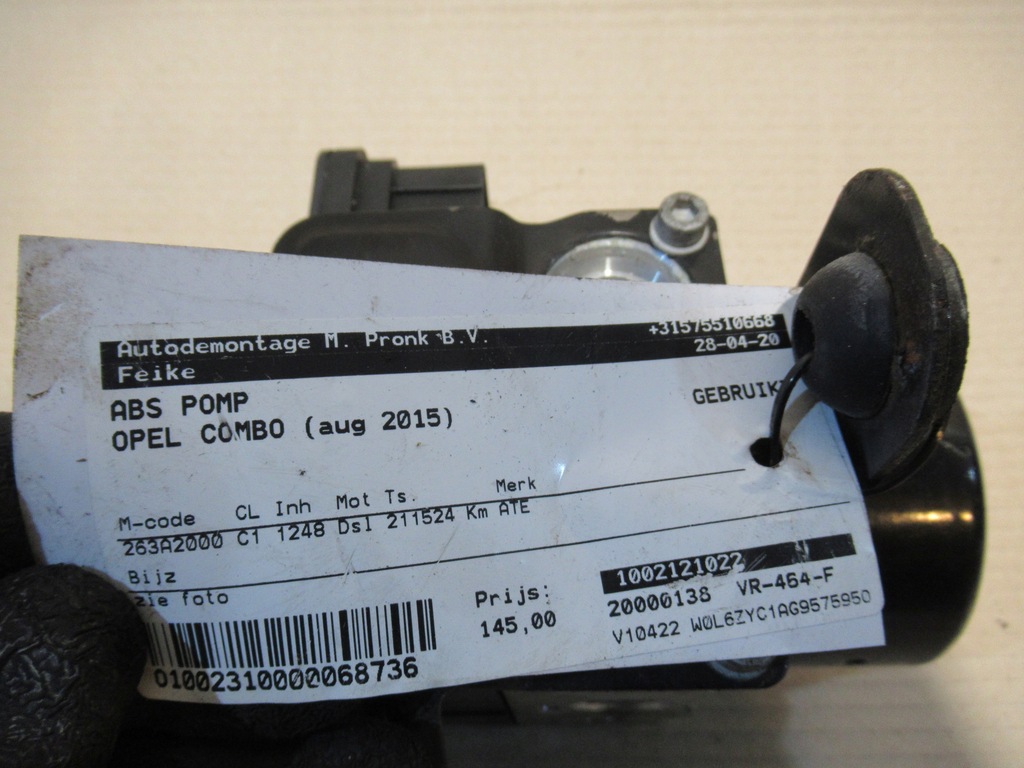 Autodemontage M. Pronk B.V. +31575510668
Feike 28-04-20
ABS POMP GEBRUIK
OPEL COMBO (aug 2015)
M-code CL Inh Mot Ts. Merk
263A2000 C1 1248 Dsl 211524 Km ATE
Bijz
zie foto
Prijs: 1002121022
145,00 20000138 VR-464-F
V10422 W0L6ZYC1AG9575950
01002310000068736